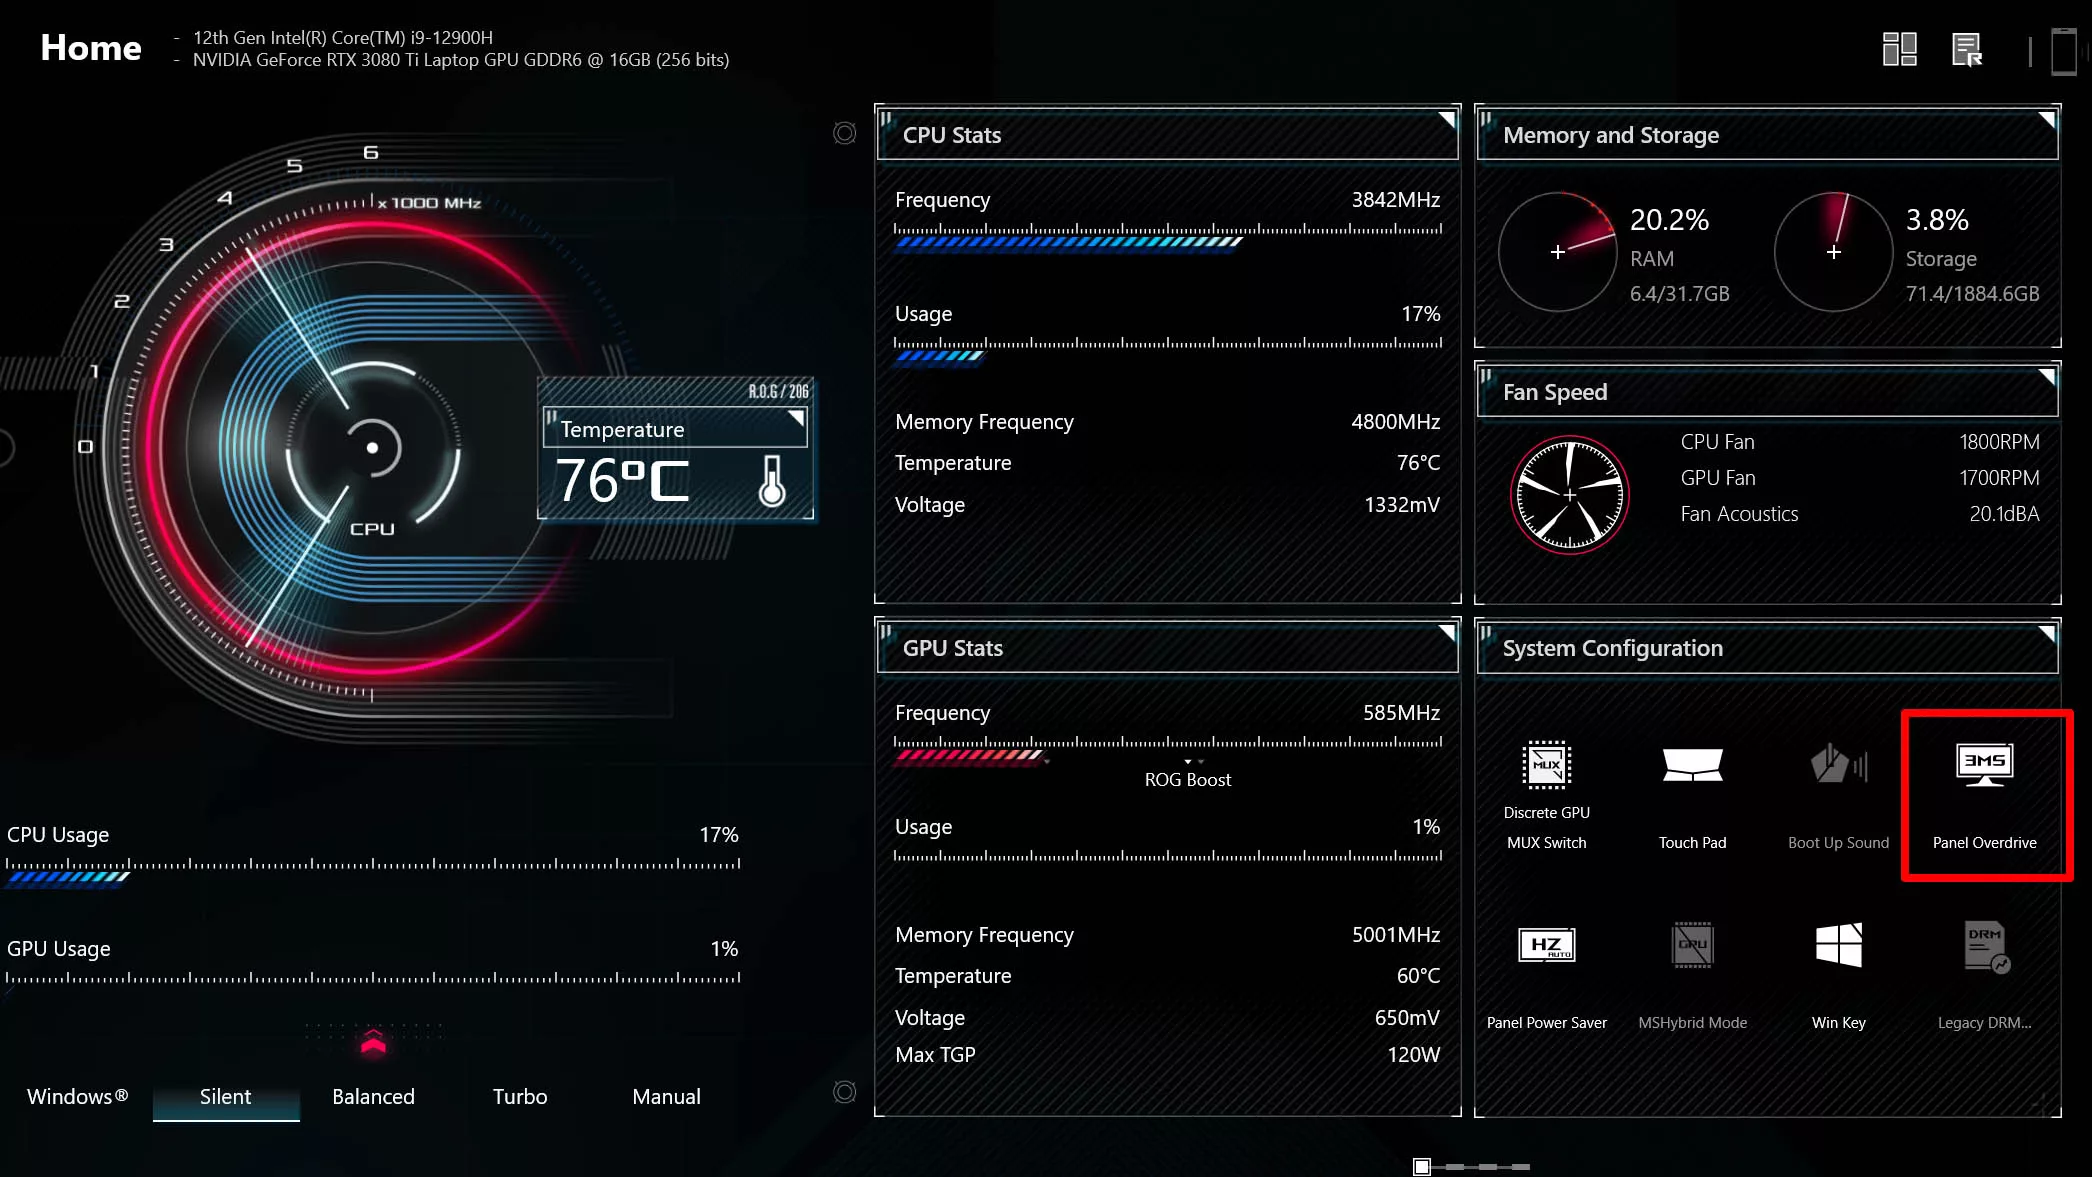 Home
- 12th Gen Intel(R) Core(TM) i9-12900H
- NVIDIA GeForce RTX 3080 Ti Laptop GPU GDDR6 @ 16GB (256 bits)
6
5
4
3
2
1
0
x1000 MHz
CPU
R.O.G / 206
Temperature
76°C
CPU Usage 17%
GPU Usage 1%
Windows® Silent Balanced Turbo Manual
CPU Stats
Frequency 3842MHz
Usage 17%
Memory Frequency 4800MHz
Temperature 76°C
Voltage 1332mV
GPU Stats
Frequency 585MHz
ROG Boost
Usage 1%
Memory Frequency 5001MHz
Temperature 60°C
Voltage 650mV
Max TGP 120W
Memory and Storage
20.2% 3.8%
RAM Storage
6.4/31.7GB 71.4/1884.6GB
Fan Speed
CPU Fan 1800RPM
GPU Fan 1700RPM
Fan Acoustics 20.1dBA
System Configuration
MUX 3MS
Discrete GPU
MUX Switch Touch Pad Boot Up Sound Panel Overdrive
HZ AUTO GPU DRM
Panel Power Saver MSHybrid Mode Win Key Legacy DRM...